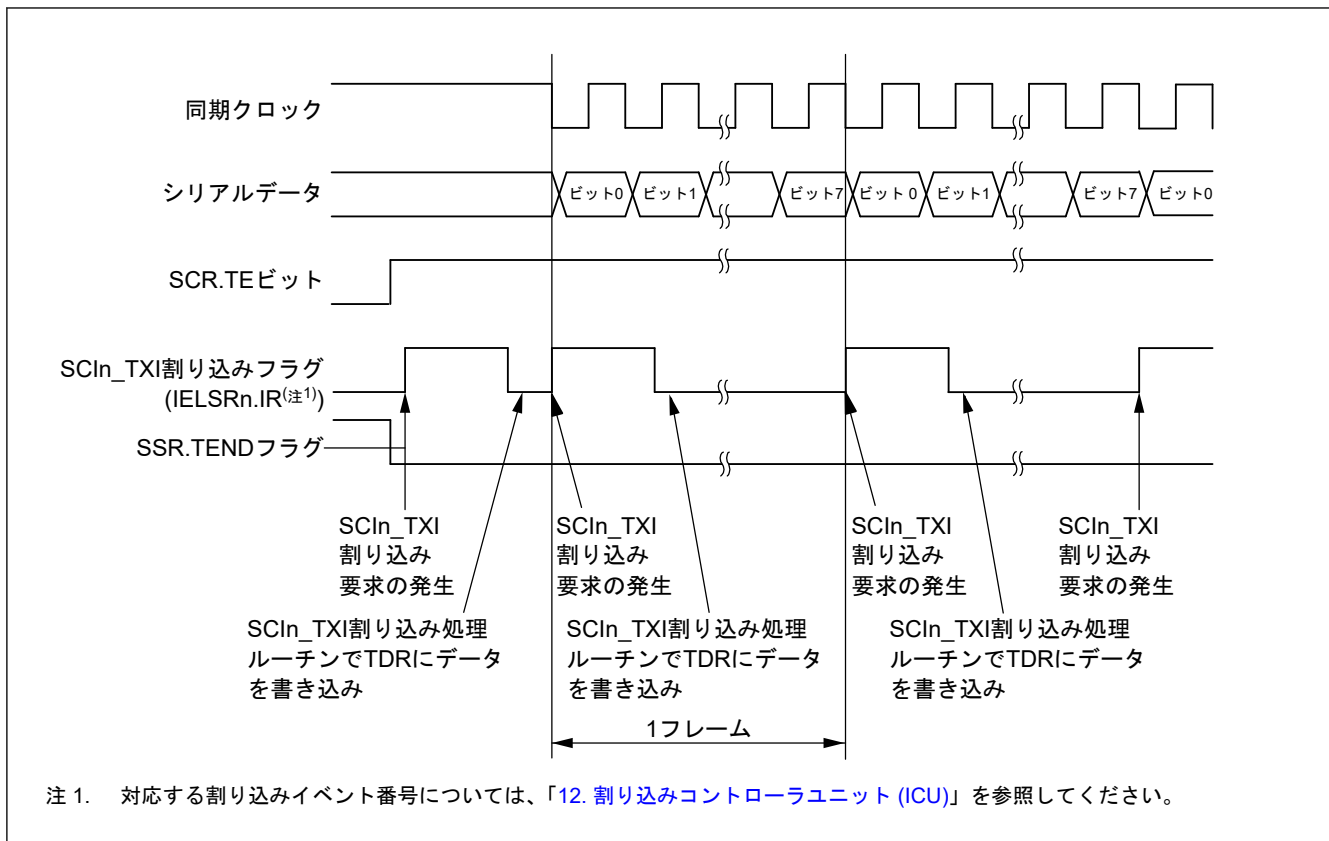 同期クロック
シリアルデータ
ビット0
ビット1
ビット7
ビット 0
ビット1
ビット7
ビット0
SCR.TEビット
SCIn_TXI割り込みフラグ
(IELSRn.IR(注1))
SSR.TENDフラグ
SCIn_TXI
割り込み
要求の発生
SCIn_TXI
割り込み
要求の発生
SCIn_TXI
割り込み
要求の発生
SCIn_TXI
割り込み
要求の発生
SCIn_TXI割り込み処理
ルーチンでTDRにデータ
を書き込み
SCIn_TXI割り込み処理
ルーチンでTDRにデータ
を書き込み
SCIn_TXI割り込み処理
ルーチンでTDRにデータ
を書き込み
1フレーム
注 1. 対応する割り込みイベント番号については、「12. 割り込みコントローラユニット (ICU)」を参照してください。